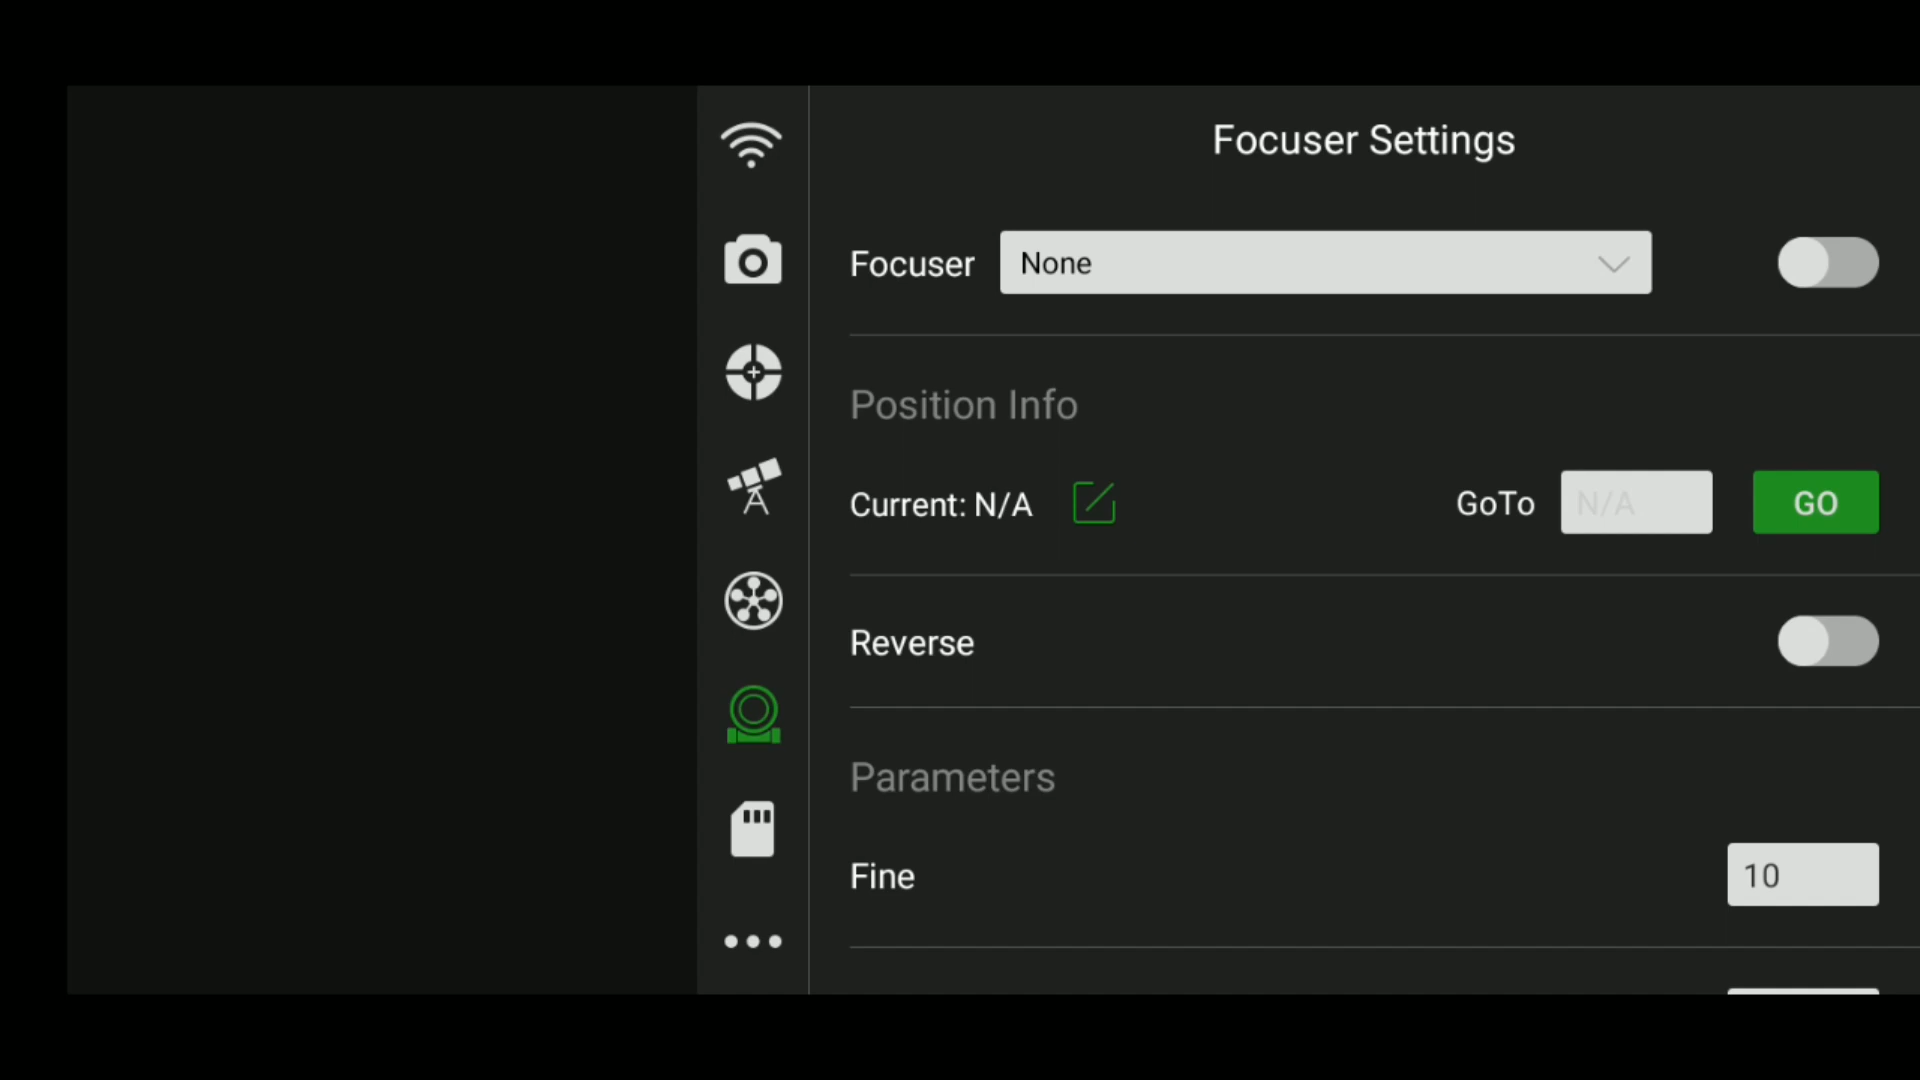 Focuser Settings
Focuser None
Position Info
Current: N/A GoTo N/A GO
Reverse
Parameters
Fine 10